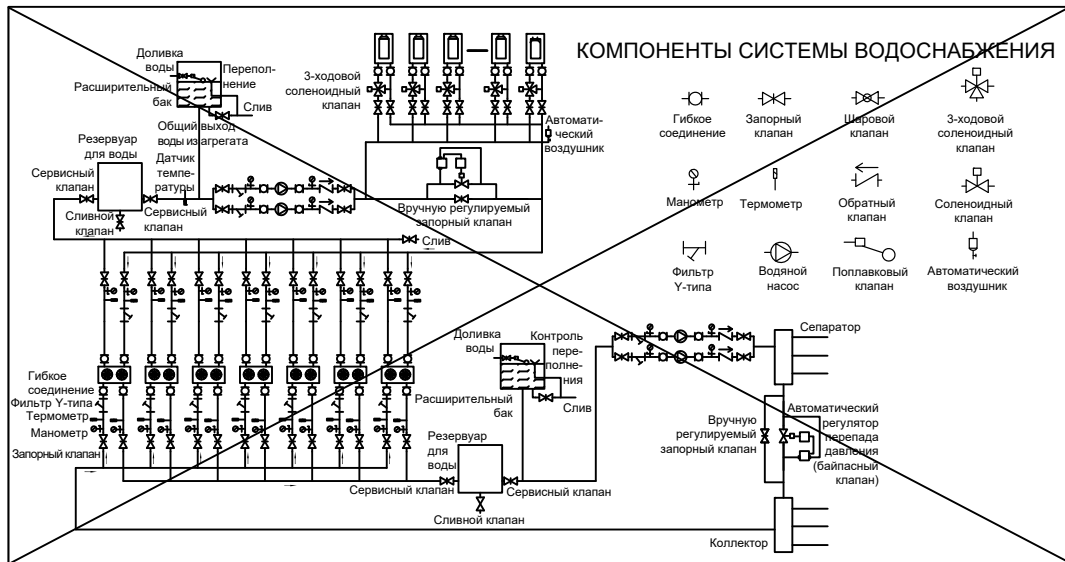 КОМПОНЕНТЫ СИСТЕМЫ ВОДОСНАБЖЕНИЯ
Доливка
воды
Перепол-
нение
Расширительный
бак
Слив
Общий выход
воды из агрегата
3-ходовой
соленоидный
клапан
Автомати-
ческий
воздушник
Резервуар
для воды
Датчик
темпе-
ратуры
Сервисный
клапан
Сливной
клапан
Сервисный
клапан
Вручную регулируемый
запорный клапан
Слив
Гибкое
соединение
Запорный
клапан
Шаровой
клапан
3-ходовой
соленоидный
клапан
Манометр
Термометр
Обратный
клапан
Соленоидный
клапан
Фильтр
Y-типа
Водяной
насос
Поплавковый
клапан
Автоматический
воздушник
Доливка
воды
Контроль
пере-
полне-
ния
Расширительный
бак
Слив
Сепаратор
Гибкое
соединение
Фильтр Y-типа
Термометр
Манометр
Запорный клапан
Резервуар
для
воды
Сервисный клапан
Сервисный клапан
Сливной клапан
Вручную
регулируемый
запорный клапан
Автоматический
регулятор
перепада
давления
(байпасный
клапан)
Коллектор